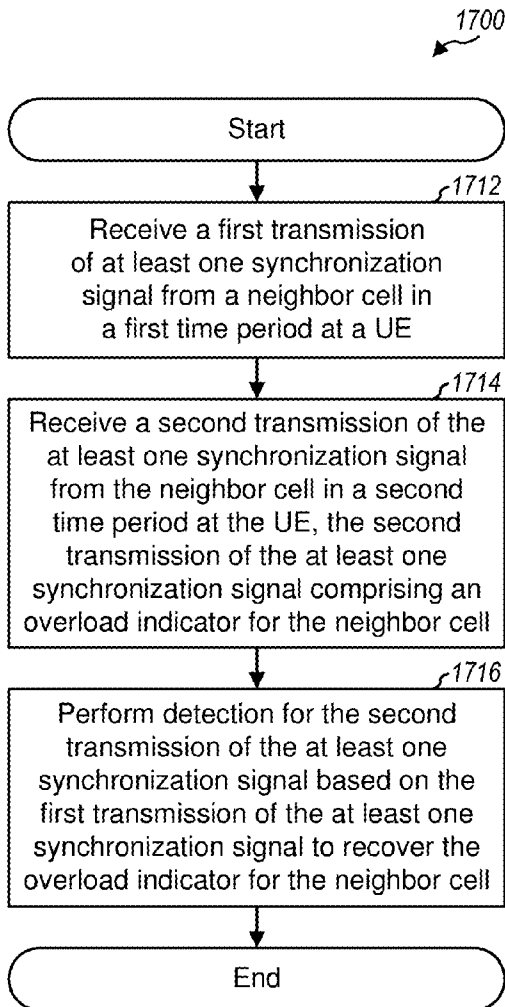 1700
Start
1712
Receive a first transmission
of at least one synchronization
signal from a neighbor cell in
a first time period at a UE
1714
Receive a second transmission of the
at least one synchronization signal
from the neighbor cell in a second
time period at the UE, the second
transmission of the at least one
synchronization signal comprising an
overload indicator for the neighbor cell
1716
Perform detection for the second
transmission of the at least one
synchronization signal based on the
first transmission of the at least one
synchronization signal to recover the
overload indicator for the neighbor cell
End